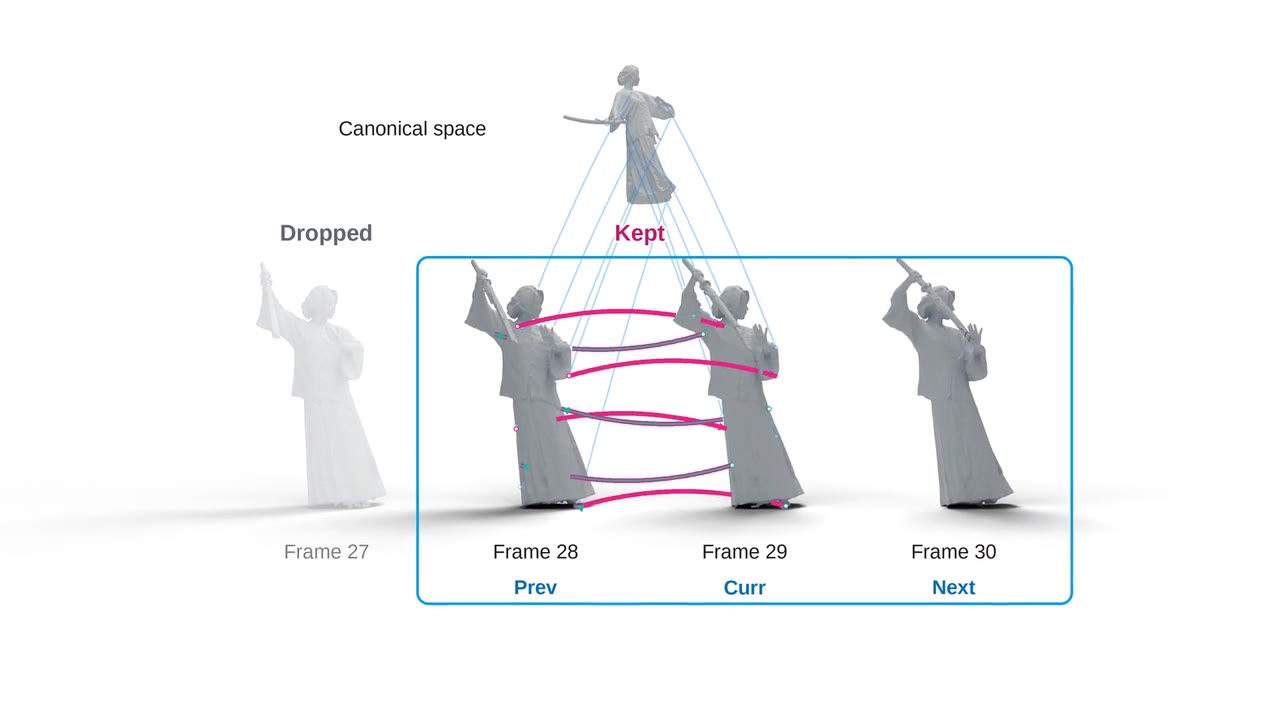 Canonical space
Dropped
Kept
Frame 27
Frame 28
Frame 29
Frame 30
Prev
Curr
Next